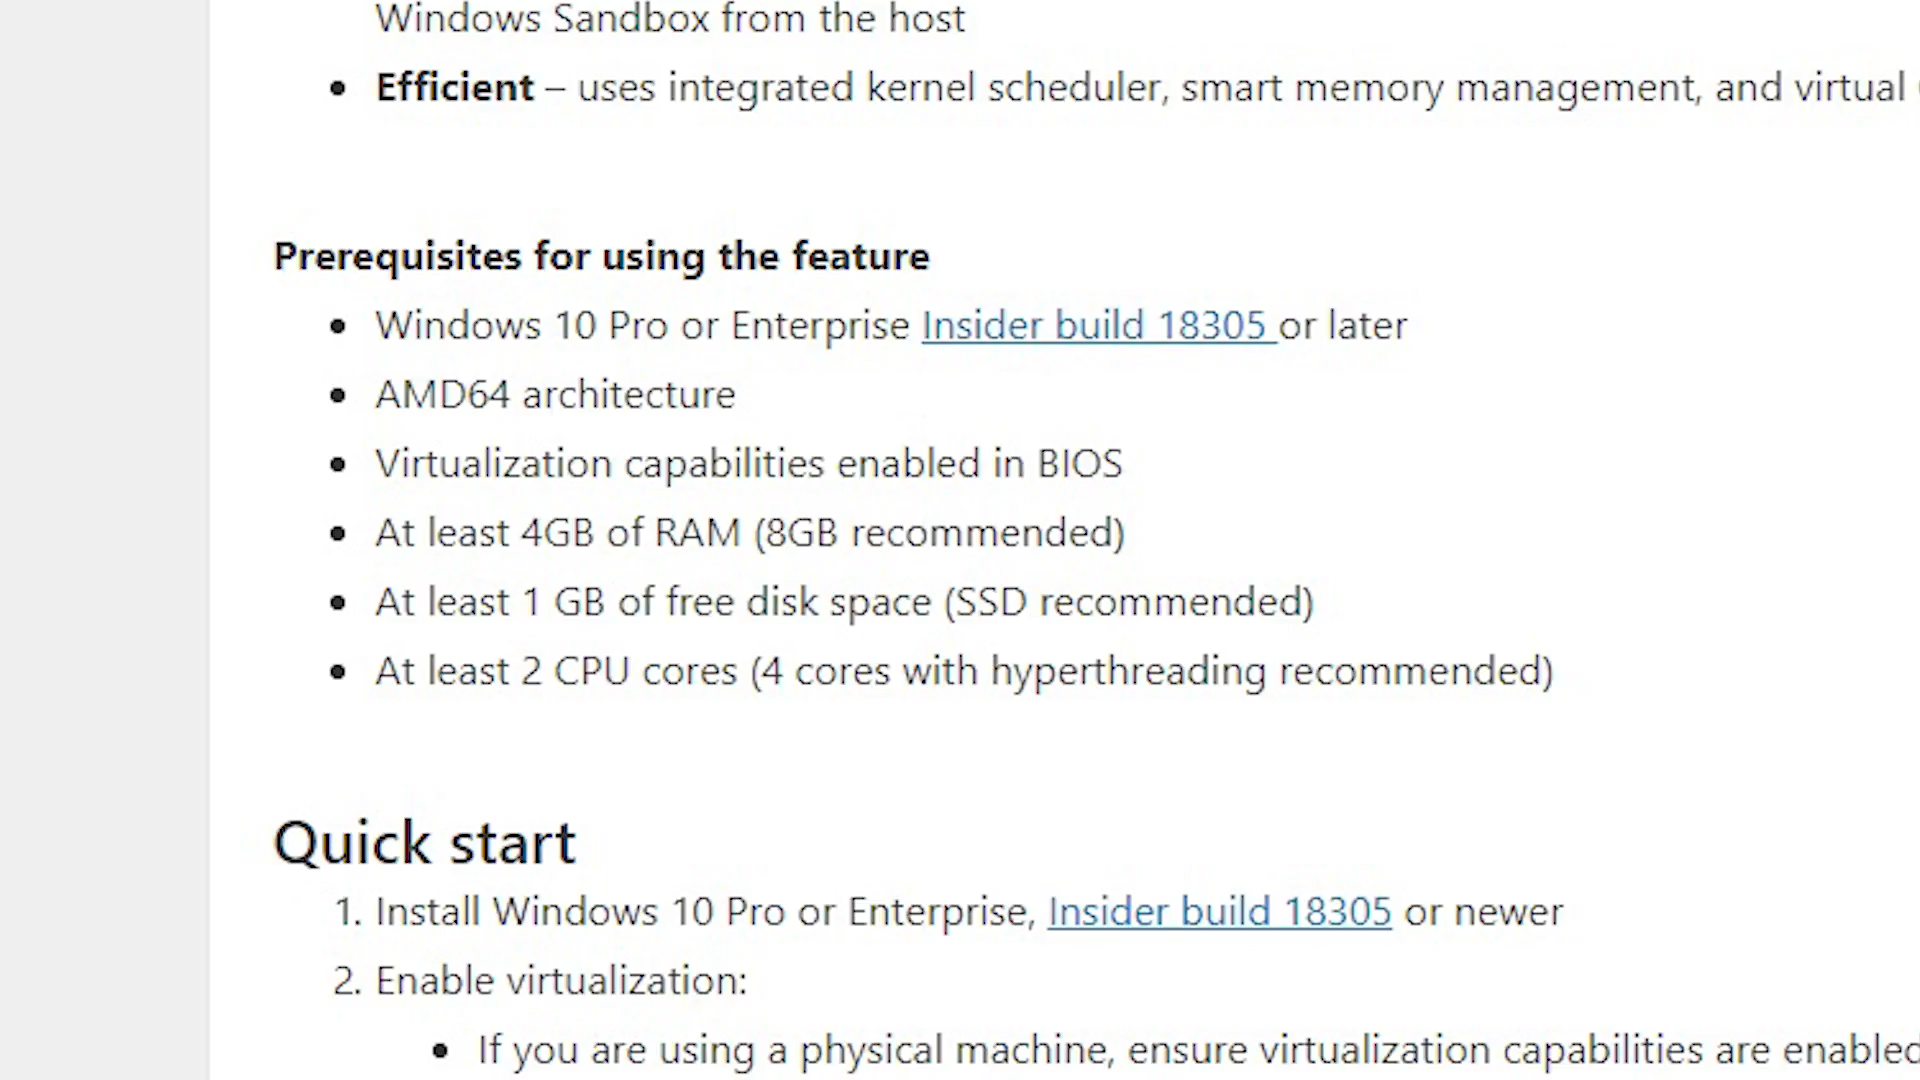 Windows Sandbox from the host
• Efficient – uses integrated kernel scheduler, smart memory management, and virtual
Prerequisites for using the feature
• Windows 10 Pro or Enterprise Insider build 18305 or later
• AMD64 architecture
• Virtualization capabilities enabled in BIOS
• At least 4GB of RAM (8GB recommended)
• At least 1 GB of free disk space (SSD recommended)
• At least 2 CPU cores (4 cores with hyperthreading recommended)
Quick start
1. Install Windows 10 Pro or Enterprise, Insider build 18305 or newer
2. Enable virtualization:
• If you are using a physical machine, ensure virtualization capabilities are enabled